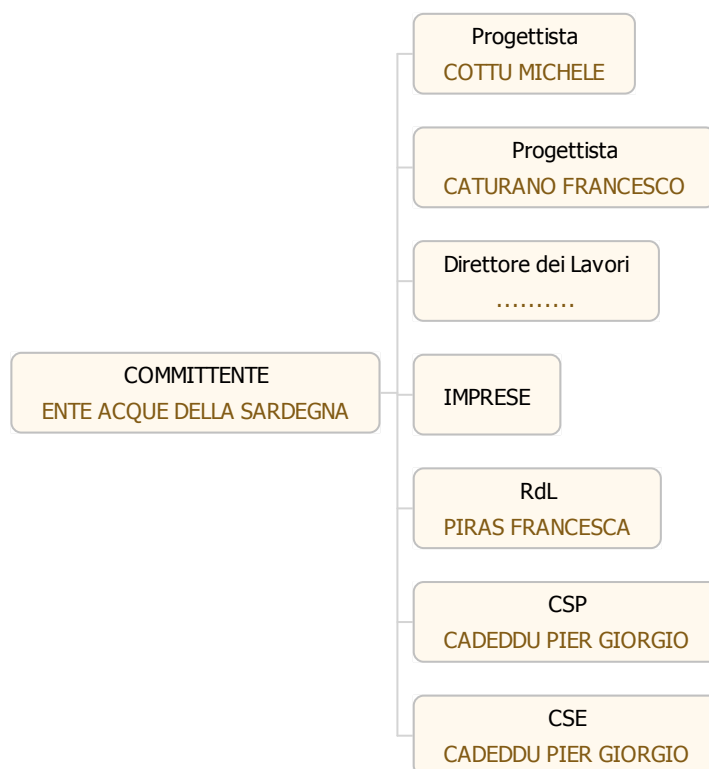 Progettista
COTTU MICHELE
Progettista
CATURANO FRANCESCO
Direttore dei Lavori
..........
COMMITTENTE
ENTE ACQUE DELLA SARDEGNA
IMPRESE
RdL
PIRAS FRANCESCA
CSP
CADEDDU PIER GIORGIO
CSE
CADEDDU PIER GIORGIO